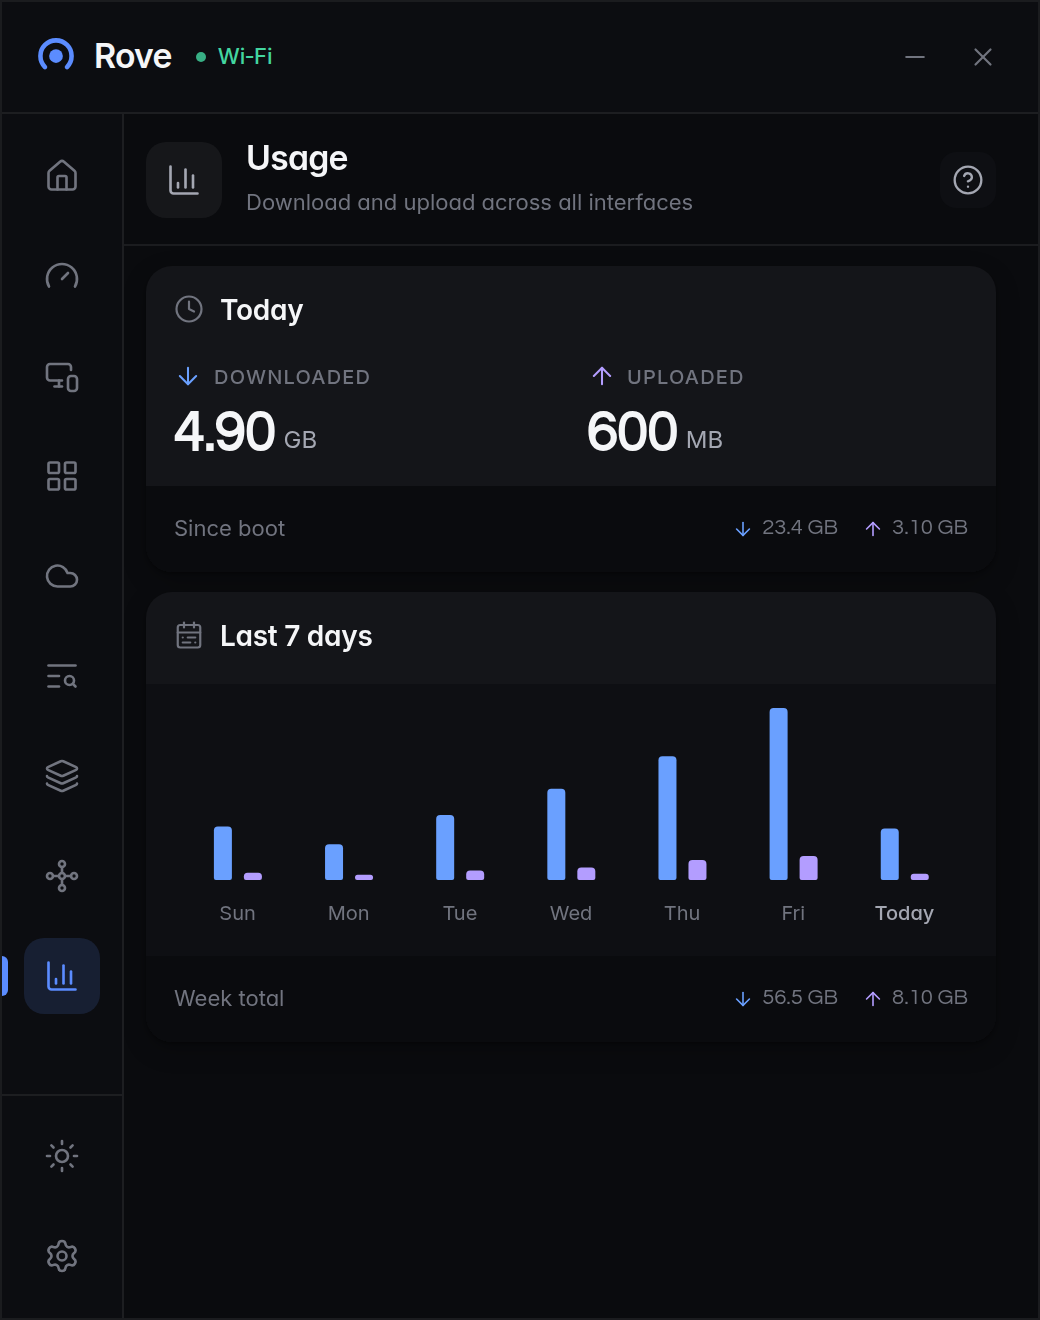 Rove
Wi-Fi
Usage
Download and upload across all interfaces
Today
DOWNLOADED
UPLOADED
4.90 GB
600 MB
Since boot
23.4 GB
3.10 GB
Last 7 days
Sun
Mon
Tue
Wed
Thu
Fri
Today
Week total
56.5 GB
8.10 GB